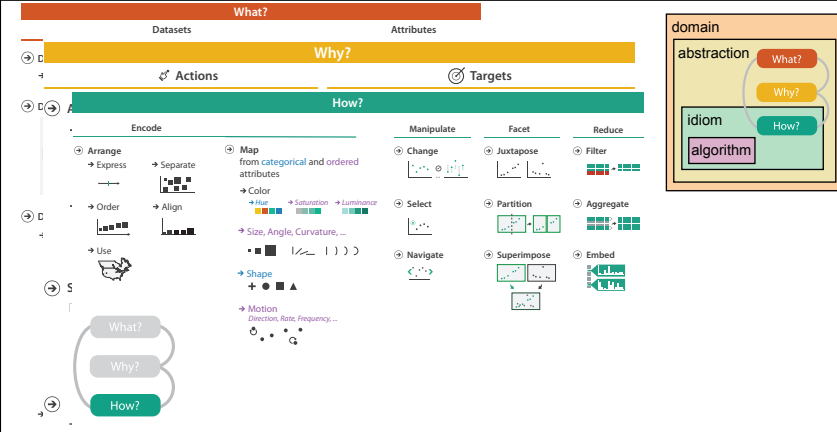 What?
Datasets Attributes
Why?
Actions Targets
How?
Encode Manipulate Facet Reduce
Arrange
Express Separate
Order Align
Use
Map
from categorical and ordered
attributes
Color
Hue Saturation Luminance
Size, Angle, Curvature, ...
Shape
Motion
Direction, Rate, Frequency, ...
Change
Select
Navigate
Juxtapose
Partition
Superimpose
Filter
Aggregate
Embed
D
D
D
A
S
What?
Why?
How?
domain
abstraction
What?
Why?
idiom
How?
algorithm